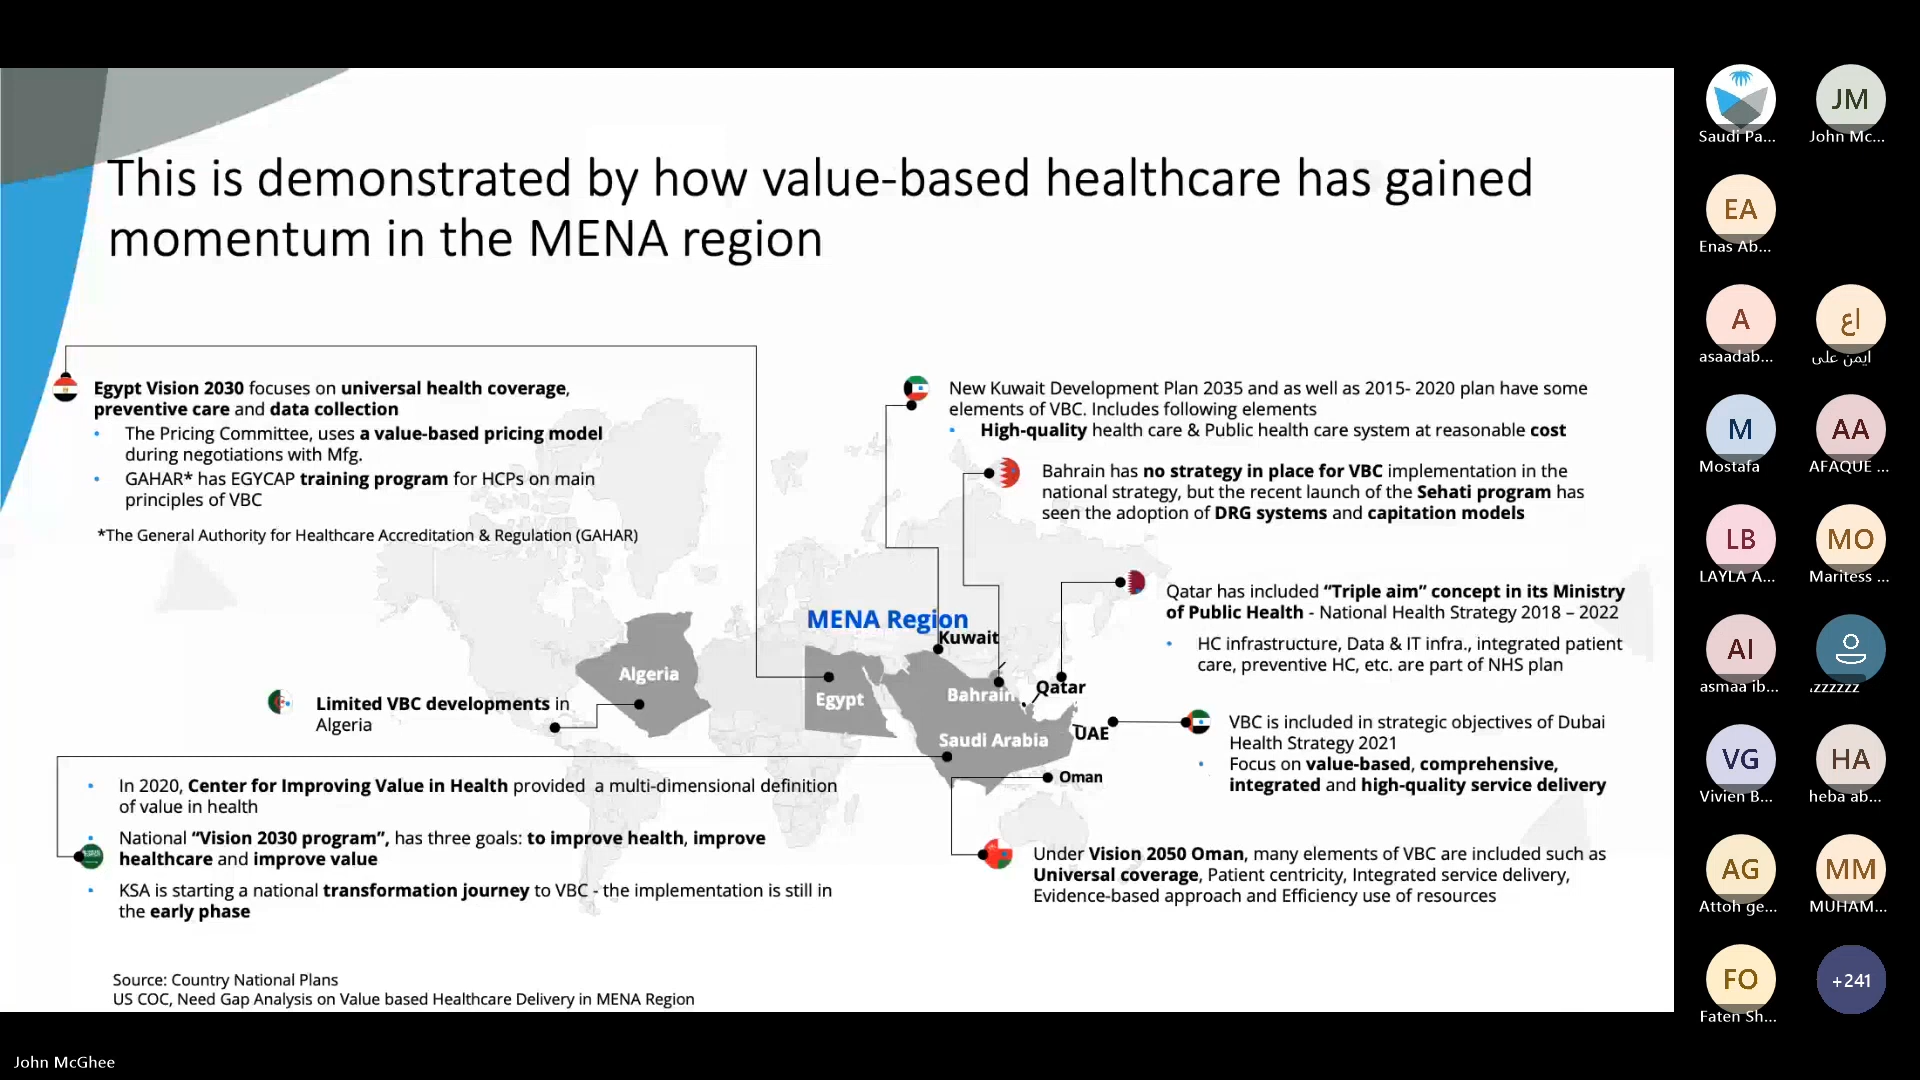 This is demonstrated by how value-based healthcare has gained
momentum in the MENA region
Egypt Vision 2030 focuses on universal health coverage,
preventive care and data collection
• The Pricing Committee, uses a value-based pricing model
during negotiations with Mfg.
• GAHAR* has EGYCAP training program for HCPs on main
principles of VBC
*The General Authority for Healthcare Accreditation & Regulation (GAHAR)
New Kuwait Development Plan 2035 and as well as 2015- 2020 plan have some
elements of VBC. Includes following elements
• High-quality health care & Public health care system at reasonable cost
Bahrain has no strategy in place for VBC implementation in the
national strategy, but the recent launch of the Sehati program has
seen the adoption of DRG systems and capitation models
Qatar has included “Triple aim” concept in its Ministry
of Public Health - National Health Strategy 2018 – 2022
• HC infrastructure, Data & IT infra., integrated patient
care, preventive HC, etc. are part of NHS plan
MENA Region
Kuwait
Algeria
Egypt
Bahrain
Qatar
Saudi Arabia
UAE
Oman
Limited VBC developments in
Algeria
VBC is included in strategic objectives of Dubai
Health Strategy 2021
• Focus on value-based, comprehensive,
integrated and high-quality service delivery
• In 2020, Center for Improving Value in Health provided a multi-dimensional definition
of value in health
• National “Vision 2030 program”, has three goals: to improve health, improve
healthcare and improve value
• KSA is starting a national transformation journey to VBC - the implementation is still in
the early phase
Under Vision 2050 Oman, many elements of VBC are included such as
Universal coverage, Patient centricity, Integrated service delivery,
Evidence-based approach and Efficiency use of resources
Source: Country National Plans
US COC, Need Gap Analysis on Value based Healthcare Delivery in MENA Region
Saudi Pa...
JM
John Mc...
EA
Enas Ab...
A
asaadab...
اع
ايمن على
M
Mostafa
AA
AFAQUE ...
LB
LAYLA A...
MO
Maritess ...
AI
asmaa ib...
.zzzzzz
VG
Vivien B...
HA
heba ab...
AG
Attoh ge...
MM
MUHAM...
FO
Faten Sh...
+241
John McGhee